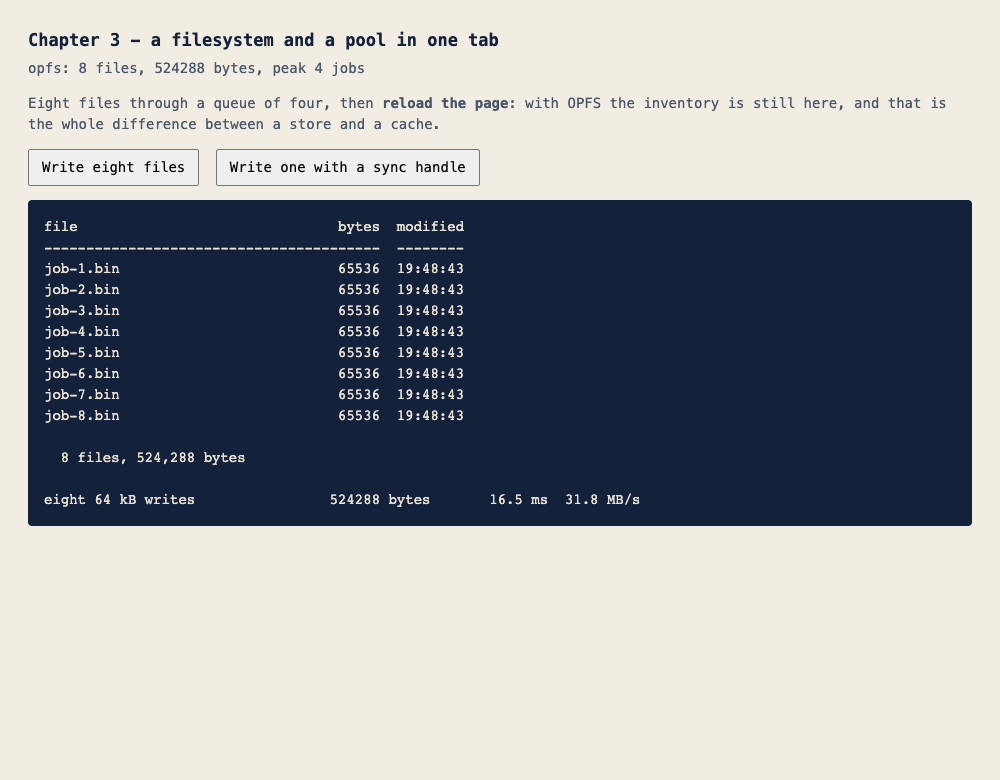 Chapter 3 — a filesystem and a pool in one tab
opfs: 8 files, 524288 bytes, peak 4 jobs
Eight files through a queue of four, then reload the page: with OPFS the inventory is still here, and that is
the whole difference between a store and a cache.
Write eight files
Write one with a sync handle
file bytes modified
---------------------------------------- --------
job-1.bin 65536 19:48:43
job-2.bin 65536 19:48:43
job-3.bin 65536 19:48:43
job-4.bin 65536 19:48:43
job-5.bin 65536 19:48:43
job-6.bin 65536 19:48:43
job-7.bin 65536 19:48:43
job-8.bin 65536 19:48:43
8 files, 524,288 bytes
eight 64 kB writes 524288 bytes 16.5 ms 31.8 MB/s